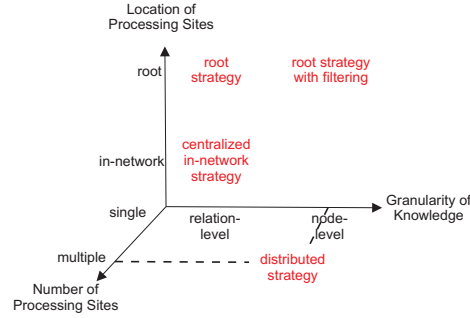 Location of
Processing Sites
root
root
strategy
root strategy
with filtering
in-network
centralized
in-network
strategy
single
relation-
level
node-
level
Granularity of
Knowledge
multiple
distributed
strategy
Number of
Processing Sites